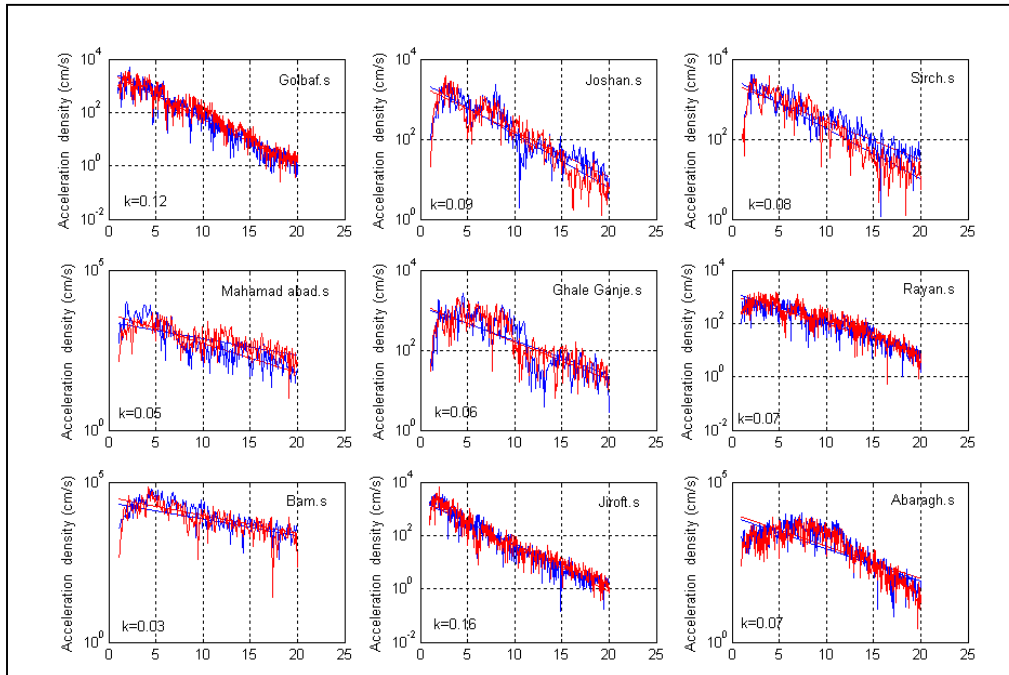 10^4
10^2
10^0
10^-2
Acceleration density (cm/s)
Golbaf.s
k=0.12
0 5 10 15 20 25
10^4
10^2
10^0
Acceleration density (cm/s)
Joshan.s
k=0.09
0 5 10 15 20 25
10^4
10^2
10^0
Acceleration density (cm/s)
Sirch.s
k=0.08
0 5 10 15 20 25
10^5
10^0
Acceleration density (cm/s)
Mahamad abad.s
k=0.05
0 5 10 15 20 25
10^4
10^2
10^0
Acceleration density (cm/s)
Ghale Ganje.s
k=0.06
0 5 10 15 20 25
10^4
10^2
10^0
10^-2
Acceleration density (cm/s)
Rayan.s
k=0.07
0 5 10 15 20 25
10^5
10^0
Acceleration density (cm/s)
Bam.s
k=0.03
0 5 10 15 20 25
10^4
10^2
10^0
10^-2
Acceleration density (cm/s)
Jiroft.s
k=0.16
0 5 10 15 20 25
10^5
10^0
Acceleration density (cm/s)
Abaragh.s
k=0.07
0 5 10 15 20 25